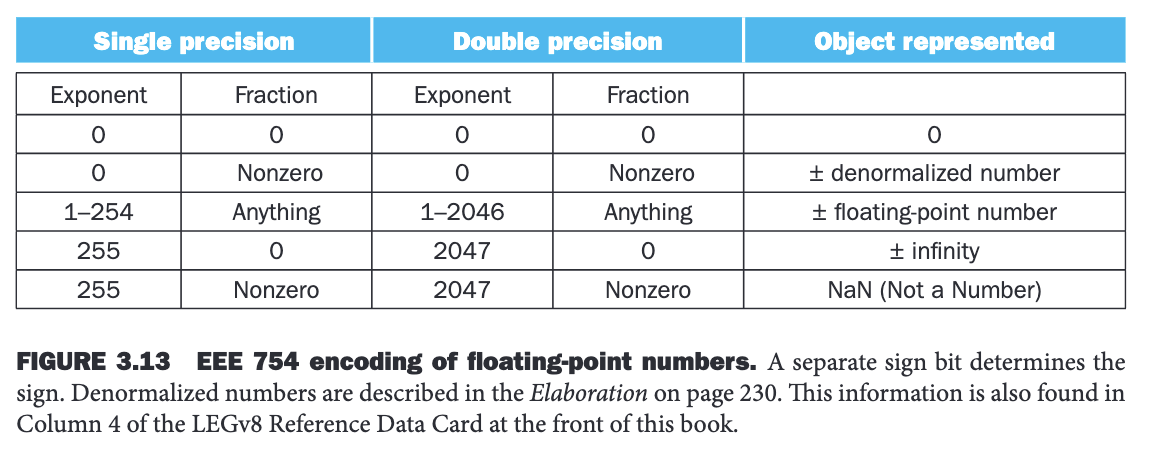 Single precision Double precision Object represented
Exponent Fraction Exponent Fraction
0 0 0 0 0
0 Nonzero 0 Nonzero ± denormalized number
1–254 Anything 1–2046 Anything ± floating-point number
255 0 2047 0 ± infinity
255 Nonzero 2047 Nonzero NaN (Not a Number)
FIGURE 3.13 EEE 754 encoding of floating-point numbers. A separate sign bit determines the
sign. Denormalized numbers are described in the Elaboration on page 230. This information is also found in
Column 4 of the LEGv8 Reference Data Card at the front of this book.